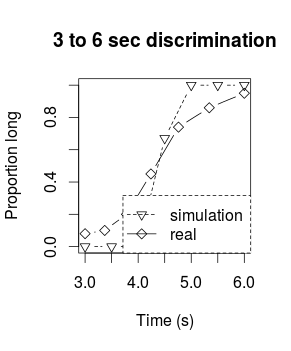 3 to 6 sec discrimination
Proportion long
0.8
0.4
0.0
simulation
real
3.0 4.0 5.0 6.0
Time (s)